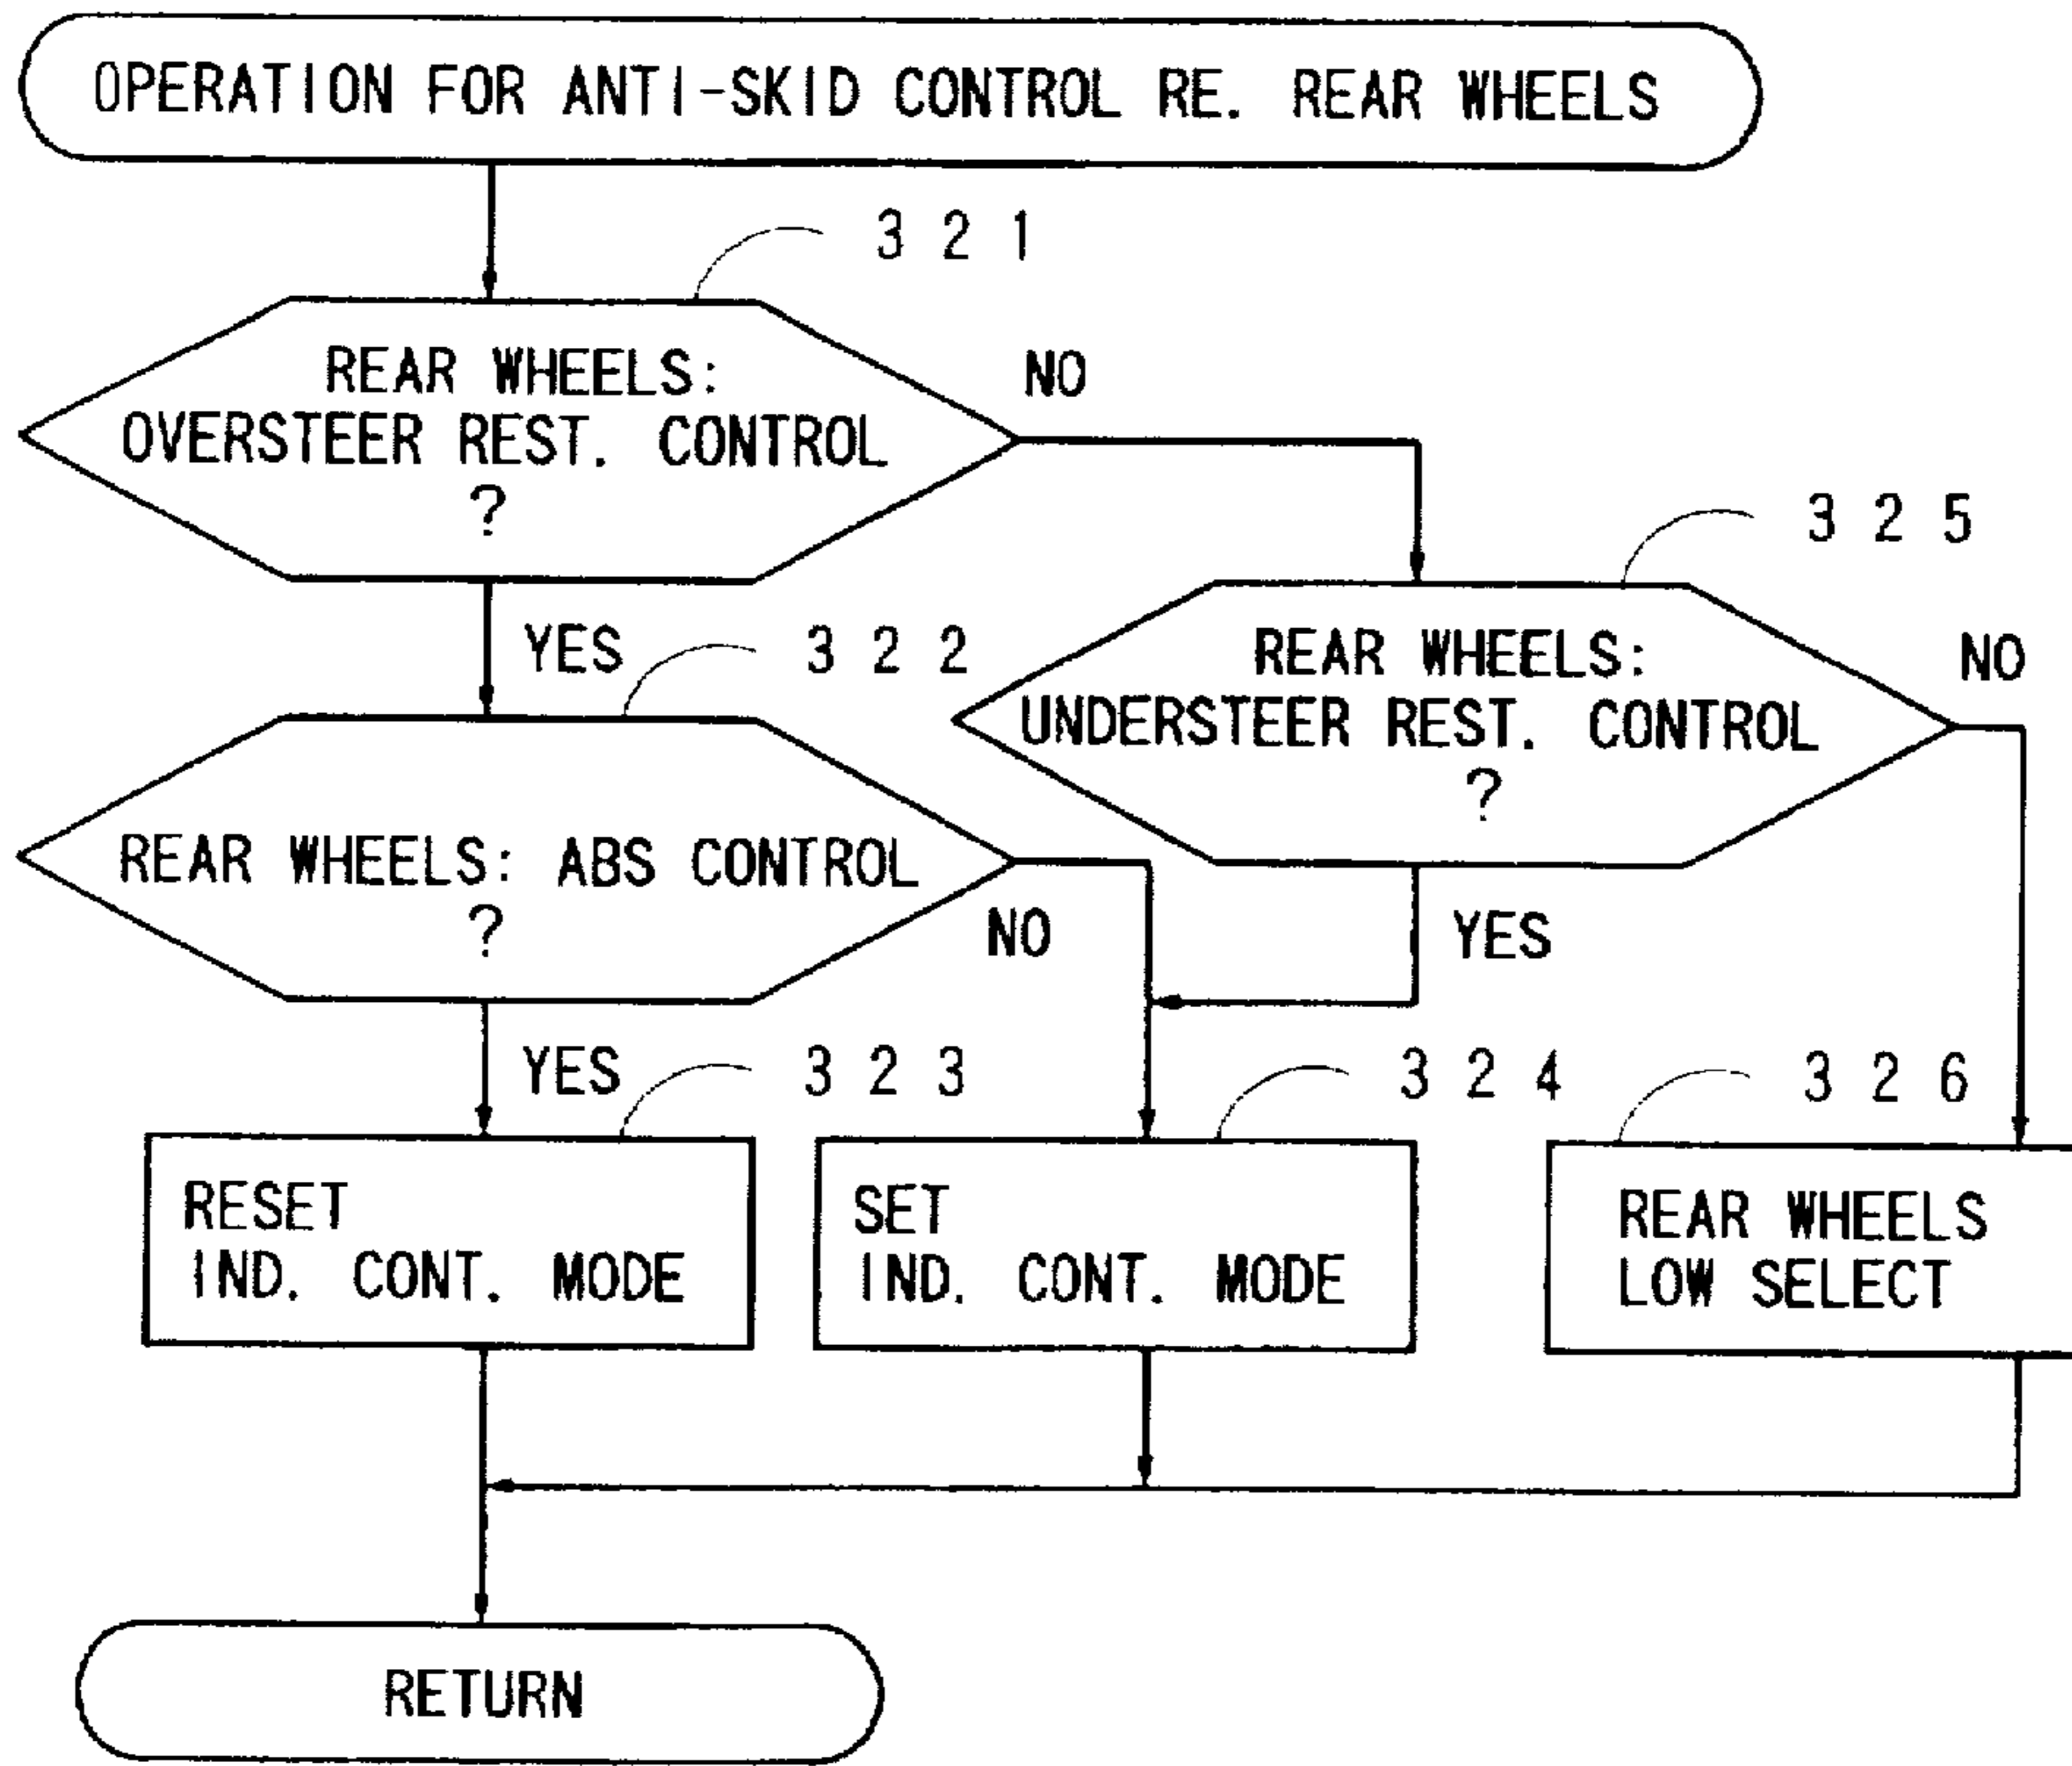 OPERATION FOR ANTI-SKID CONTROL RE. REAR WHEELS
321
REAR WHEELS:
OVERSTEER REST. CONTROL
?
NO
YES
325
REAR WHEELS:
UNDERSTEER REST. CONTROL
?
NO
YES
322
REAR WHEELS: ABS CONTROL
?
NO
YES
323
RESET
IND. CONT. MODE
324
SET
IND. CONT. MODE
326
REAR WHEELS
LOW SELECT
RETURN